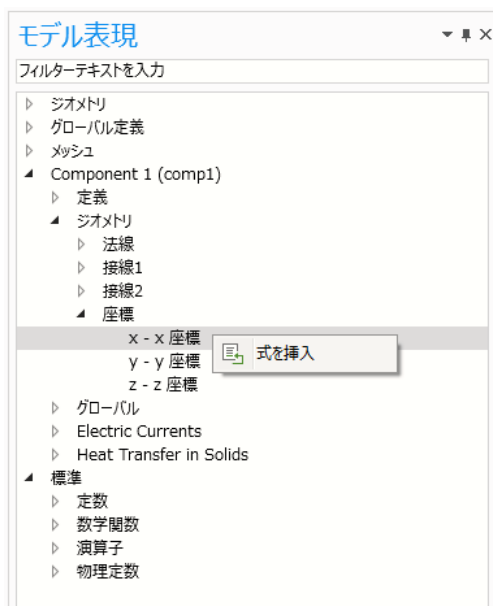 モデル表現
フィルターテキストを入力
ジオメトリ
グローバル定義
メッシュ
Component 1 (comp1)
定義
ジオメトリ
法線
接線1
接線2
座標
x - x 座標
式を挿入
y - y 座標
z - z 座標
グローバル
Electric Currents
Heat Transfer in Solids
標準
定数
数学関数
演算子
物理定数